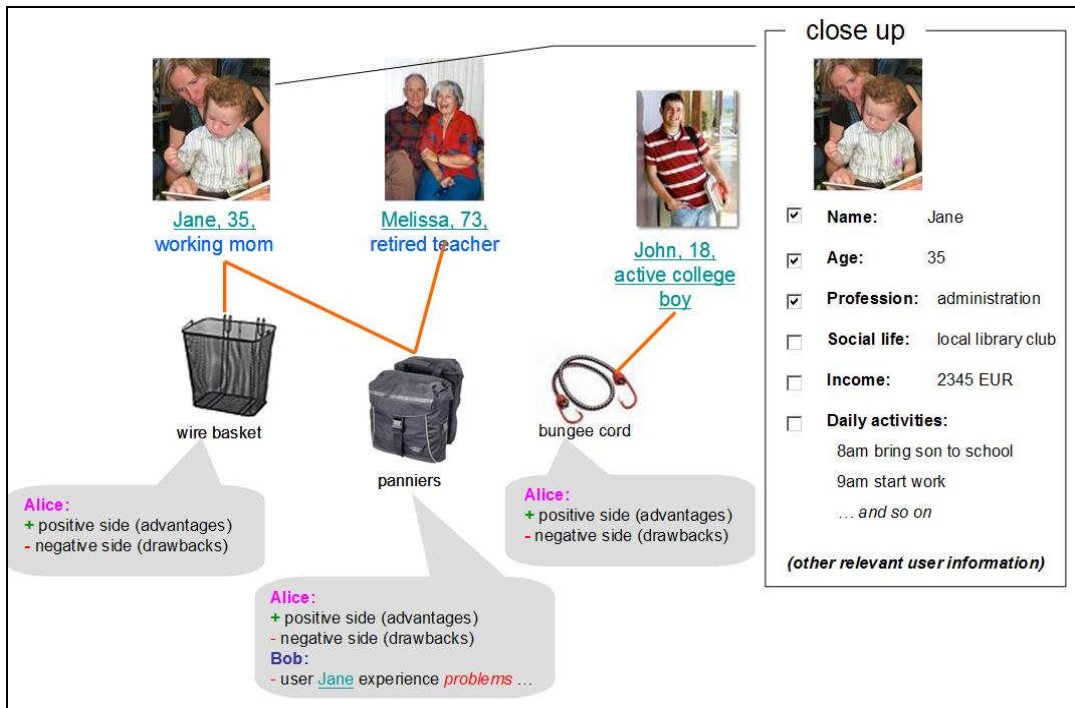 close up
Jane, 35,
working mom
Melissa, 73,
retired teacher
John, 18,
active college
boy
wire basket
panniers
bungee cord
Alice:
+ positive side (advantages)
- negative side (drawbacks)
Alice:
+ positive side (advantages)
- negative side (drawbacks)
Bob:
- user Jane experience problems ...
Alice:
+ positive side (advantages)
- negative side (drawbacks)
Name: Jane
Age: 35
Profession: administration
Social life: local library club
Income: 2345 EUR
Daily activities:
8am bring son to school
9am start work
... and so on
(other relevant user information)